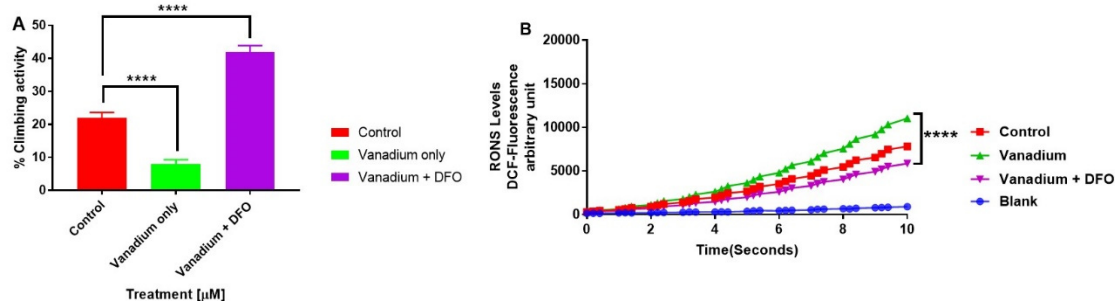 A
****
****
50
40
30
20
10
0
% Climbing activity
Control
Vanadium only
Vanadium + DFO
Treatment [µM]
Control
Vanadium only
Vanadium + DFO
B
20000
15000
10000
5000
0
RONS Levels
DCF-Fluorescence
arbitrary unit
0 2 4 6 8 10
Time(Seconds)
****
Control
Vanadium
Vanadium + DFO
Blank